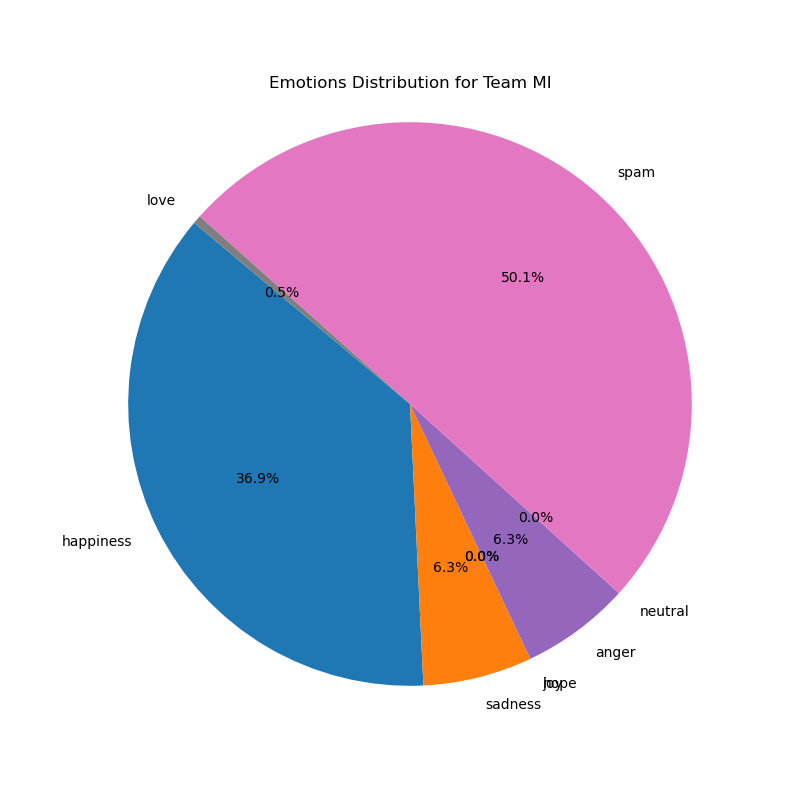 Emotions Distribution for Team MI
spam
love
50.1%
0.5%
36.9%
0.0%
6.3%
happiness
0.0%
6.3%
neutral
anger
joy
hope
sadness